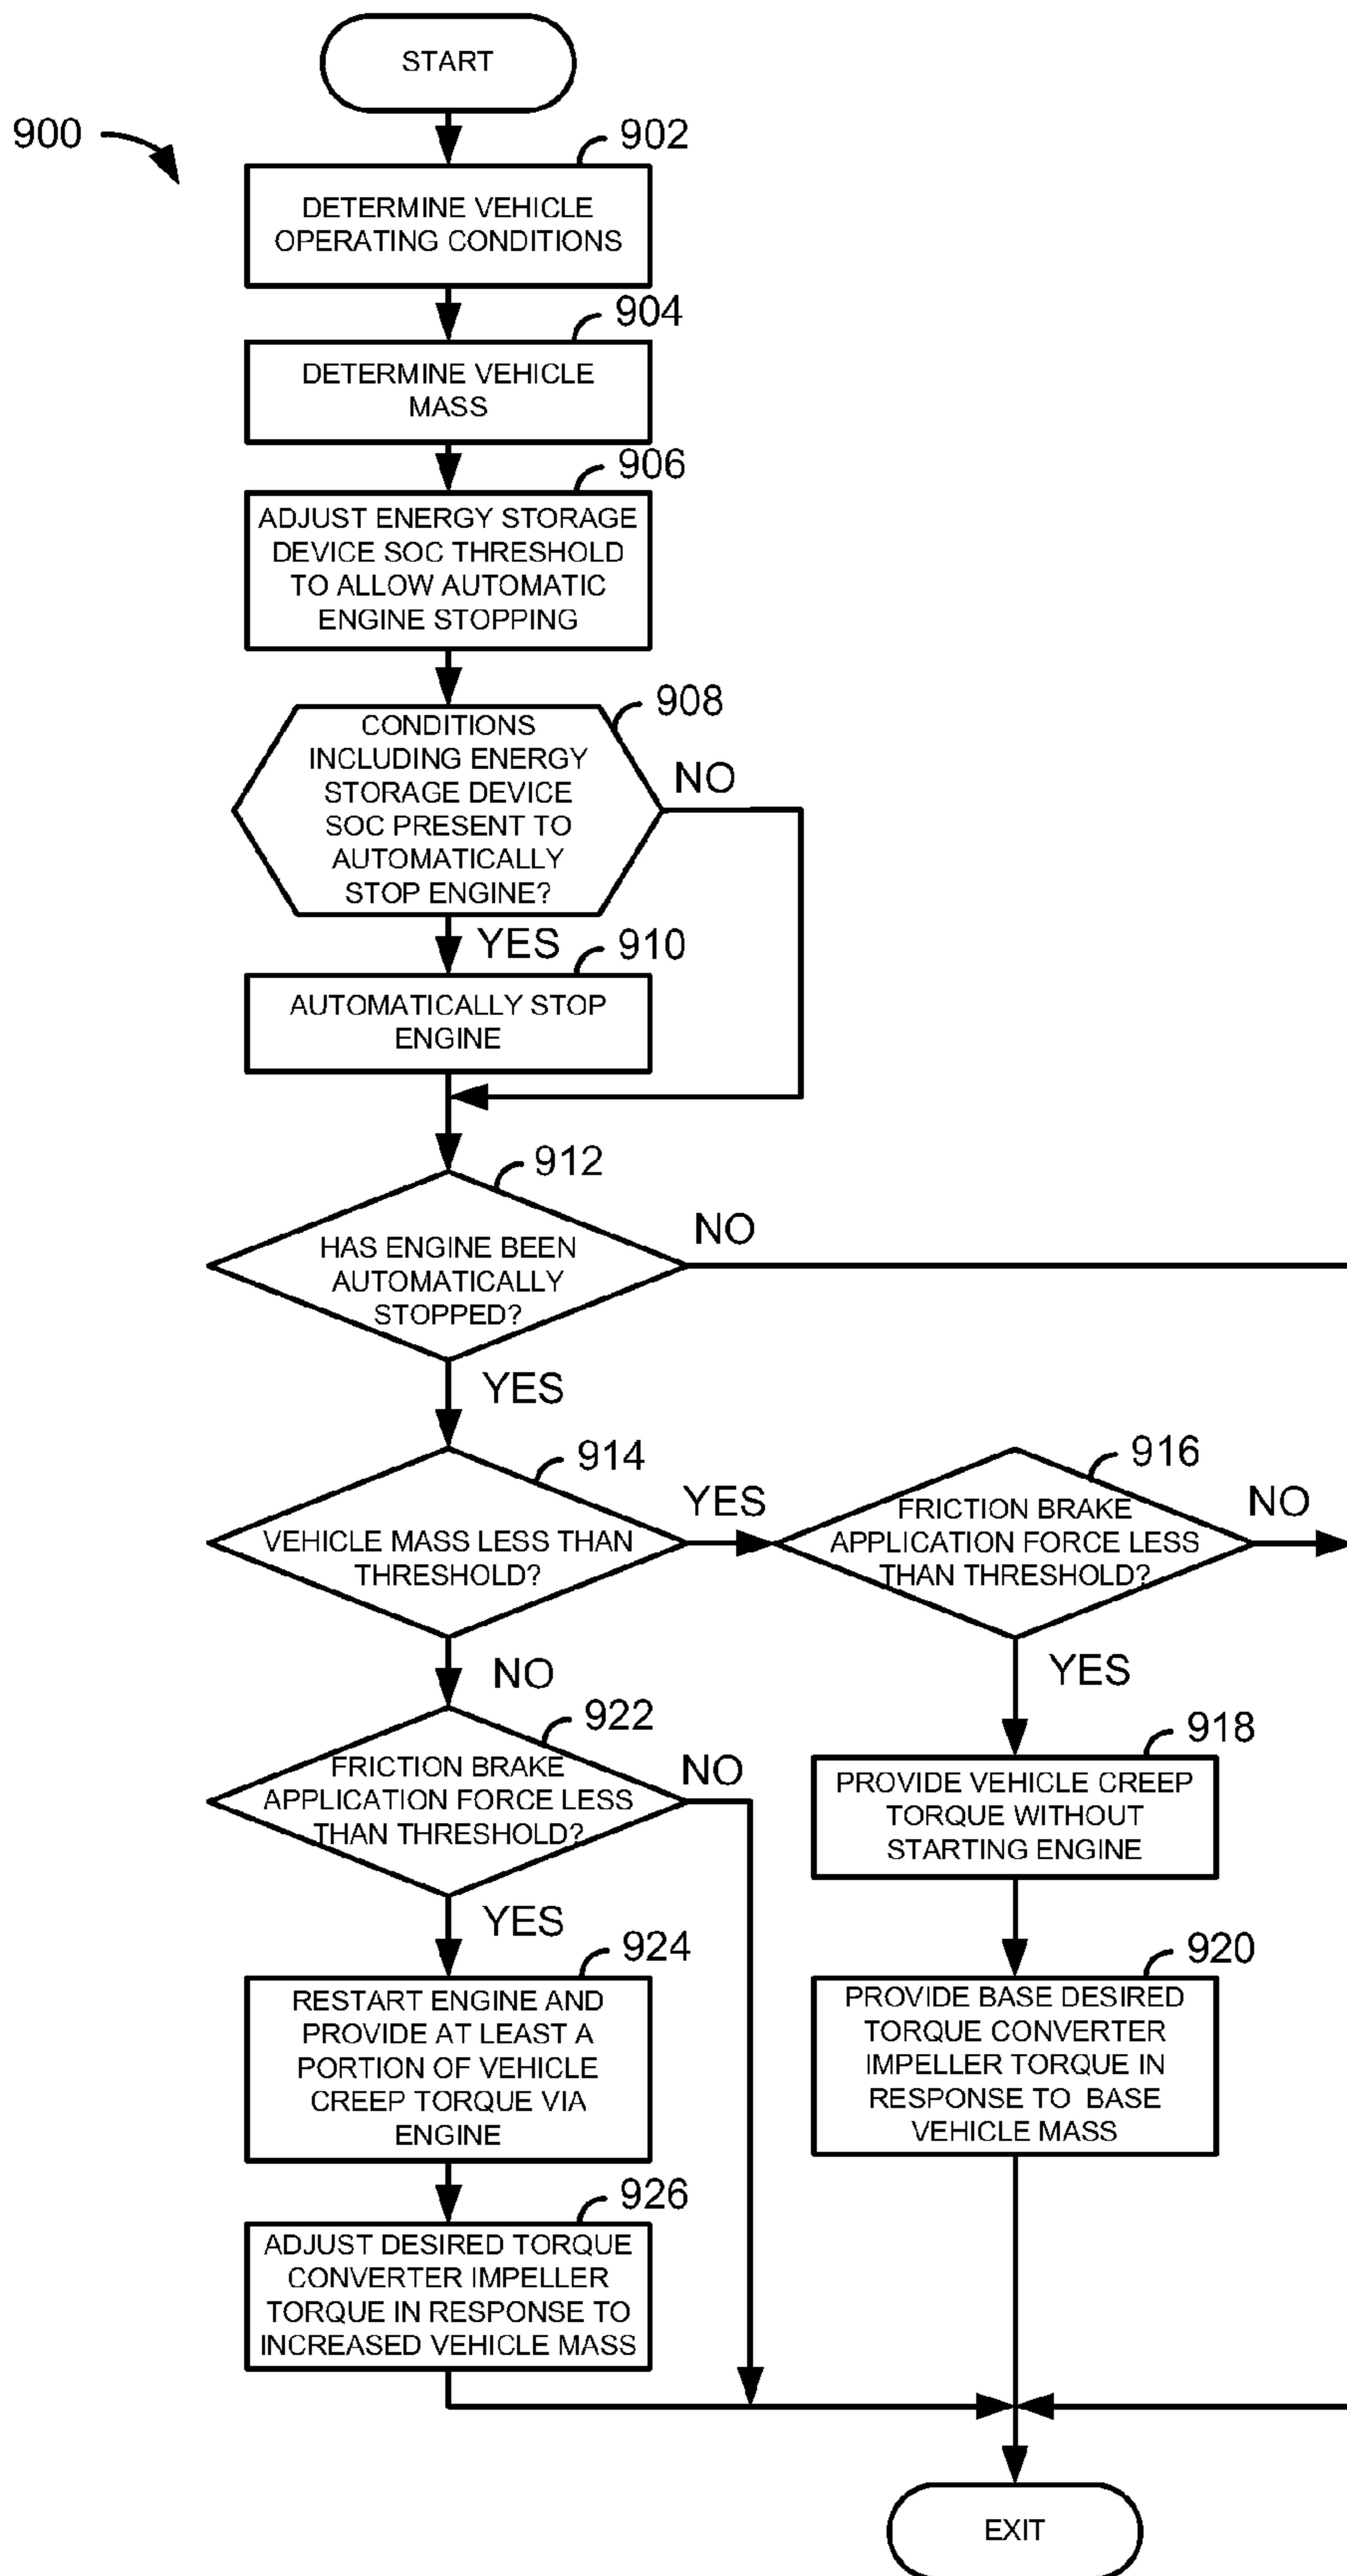 START
900
902
DETERMINE VEHICLE
OPERATING CONDITIONS
904
DETERMINE VEHICLE
MASS
906
ADJUST ENERGY STORAGE
DEVICE SOC THRESHOLD
TO ALLOW AUTOMATIC
ENGINE STOPPING
908
CONDITIONS
INCLUDING ENERGY
STORAGE DEVICE
SOC PRESENT TO
AUTOMATICALLY
STOP ENGINE?
NO
YES
910
AUTOMATICALLY STOP
ENGINE
912
HAS ENGINE BEEN
AUTOMATICALLY
STOPPED?
NO
YES
914
VEHICLE MASS LESS THAN
THRESHOLD?
YES
916
FRICTION BRAKE
APPLICATION FORCE LESS
THAN THRESHOLD?
NO
YES
918
PROVIDE VEHICLE CREEP
TORQUE WITHOUT
STARTING ENGINE
920
PROVIDE BASE DESIRED
TORQUE CONVERTER
IMPELLER TORQUE IN
RESPONSE TO BASE
VEHICLE MASS
NO
922
FRICTION BRAKE
APPLICATION FORCE LESS
THAN THRESHOLD?
NO
YES
924
RESTART ENGINE AND
PROVIDE AT LEAST A
PORTION OF VEHICLE
CREEP TORQUE VIA
ENGINE
926
ADJUST DESIRED TORQUE
CONVERTER IMPELLER
TORQUE IN RESPONSE TO
INCREASED VEHICLE MASS
EXIT